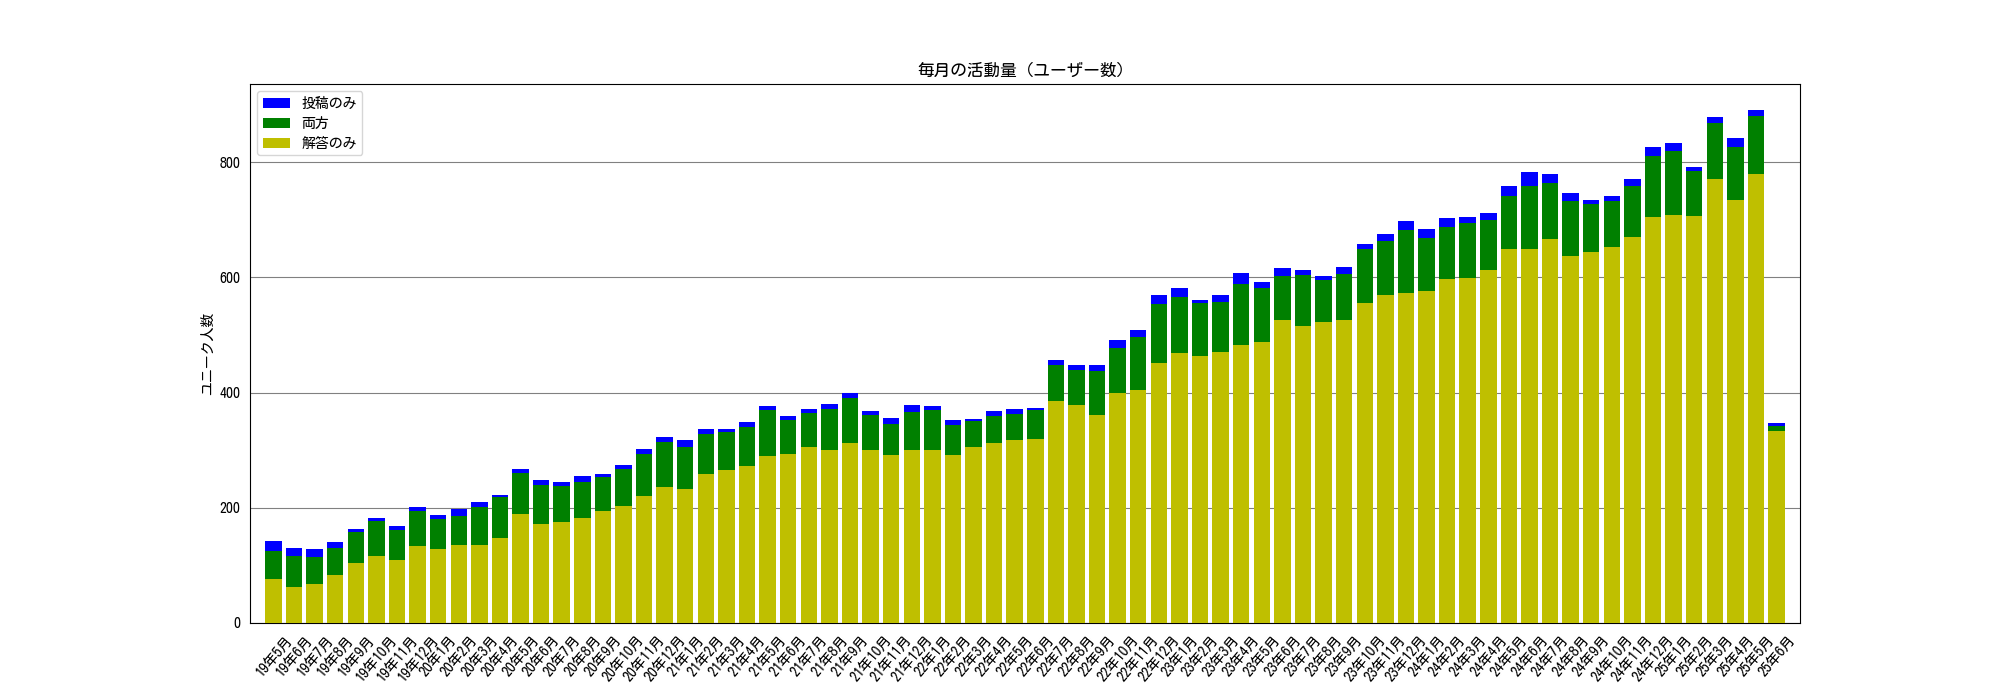 毎月の活動量（ユーザー数）
投稿のみ
両方
解答のみ
800
600
400
200
0
ユニーク人数
19年5月
19年6月
19年7月
19年8月
19年9月
19年10月
19年11月
19年12月
20年1月
20年2月
20年3月
20年4月
20年5月
20年6月
20年7月
20年8月
20年9月
20年10月
20年11月
20年12月
21年1月
21年2月
21年3月
21年4月
21年5月
21年6月
21年7月
21年8月
21年9月
21年10月
21年11月
21年12月
22年1月
22年2月
22年3月
22年4月
22年5月
22年6月
22年7月
22年8月
22年9月
22年10月
22年11月
22年12月
23年1月
23年2月
23年3月
23年4月
23年5月
23年6月
23年7月
23年8月
23年9月
23年10月
23年11月
23年12月
24年1月
24年2月
24年3月
24年4月
24年5月
24年6月
24年7月
24年8月
24年9月
24年10月
24年11月
24年12月
25年1月
25年2月
25年3月
25年4月
25年5月
25年6月